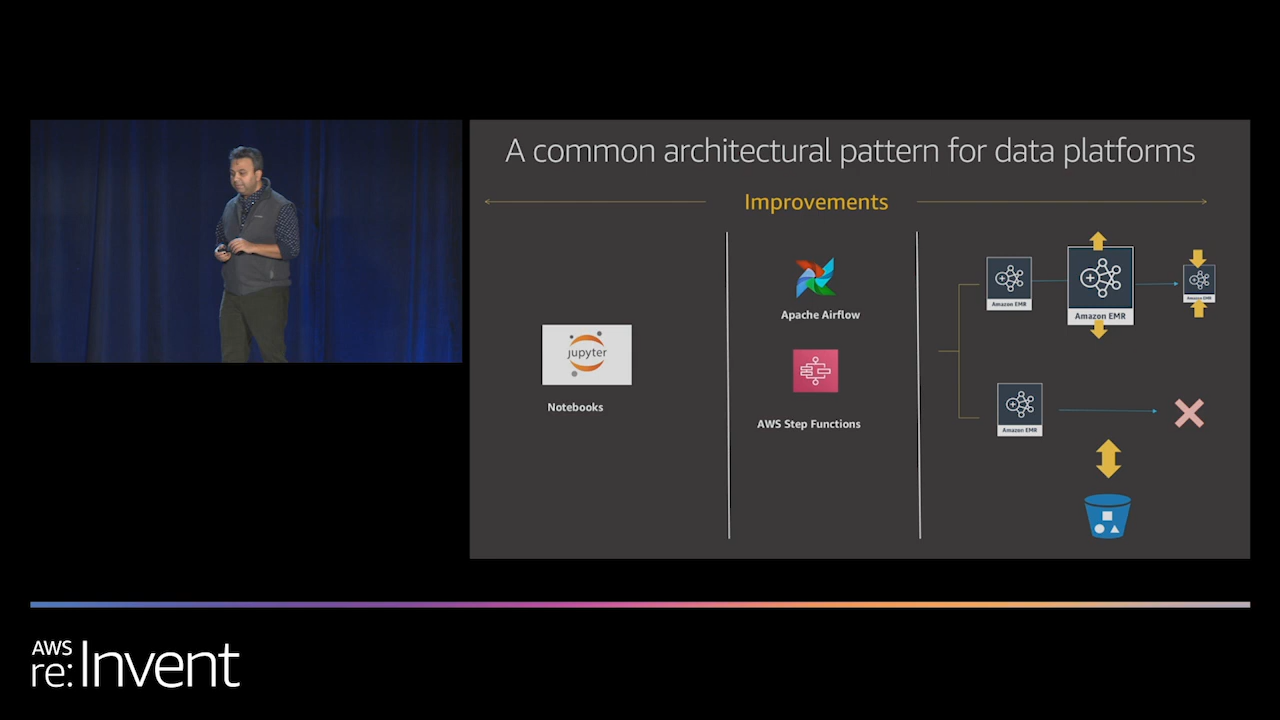 A common architectural pattern for data platforms
Improvements
jupyter
Notebooks
Apache Airflow
AWS Step Functions
Amazon EMR
Amazon EMR
Amazon EMR
Amazon EMR
AWS
re:Invent